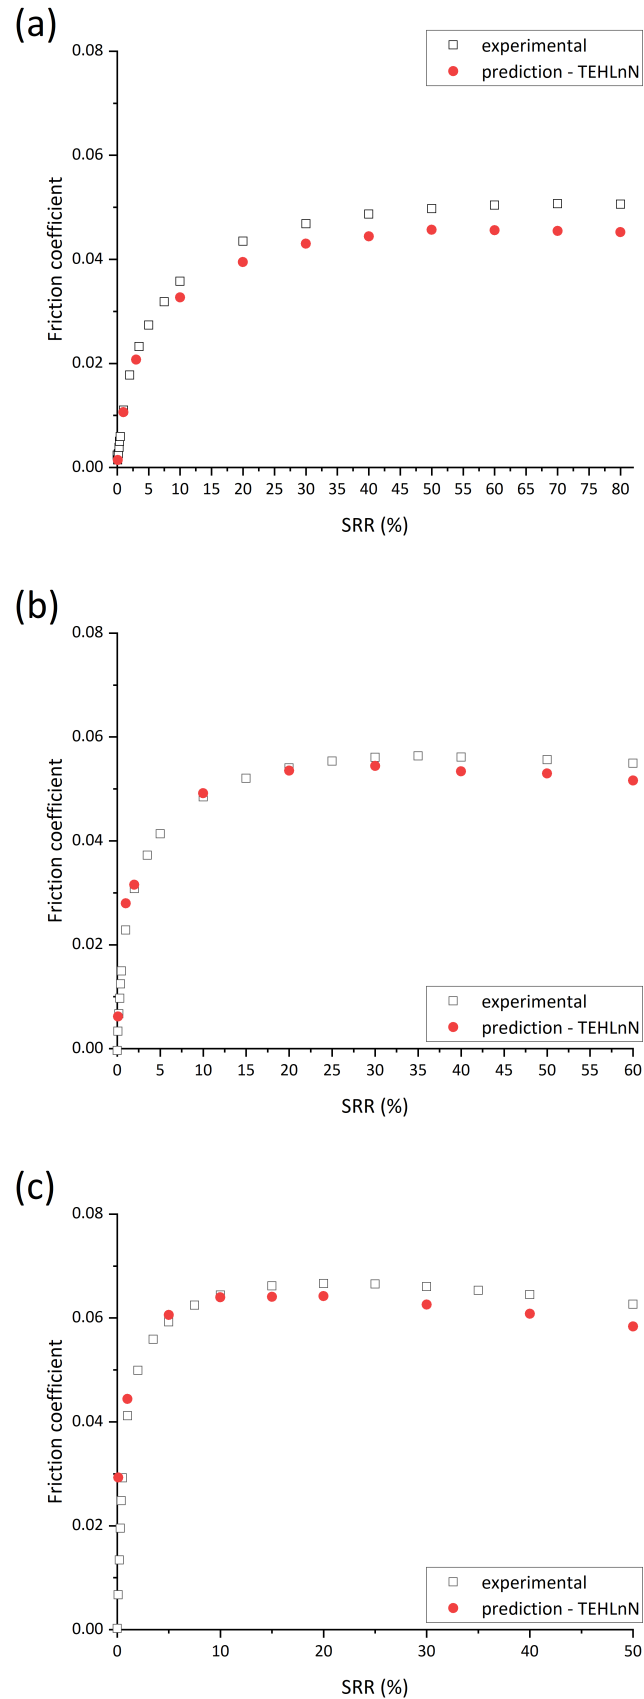 (a)
0.08
experimental
prediction - TEHLnN
0.06
0.04
0.02
0.00
Friction coefficient
0 5 10 15 20 25 30 35 40 45 50 55 60 65 70 75 80
SRR (%)
(b)
0.08
0.06
0.04
0.02
0.00
Friction coefficient
experimental
prediction - TEHLnN
0 5 10 15 20 25 30 35 40 45 50 55 60
SRR (%)
(c)
0.08
0.06
0.04
0.02
0.00
Friction coefficient
experimental
prediction - TEHLnN
0 10 20 30 40 50
SRR (%)